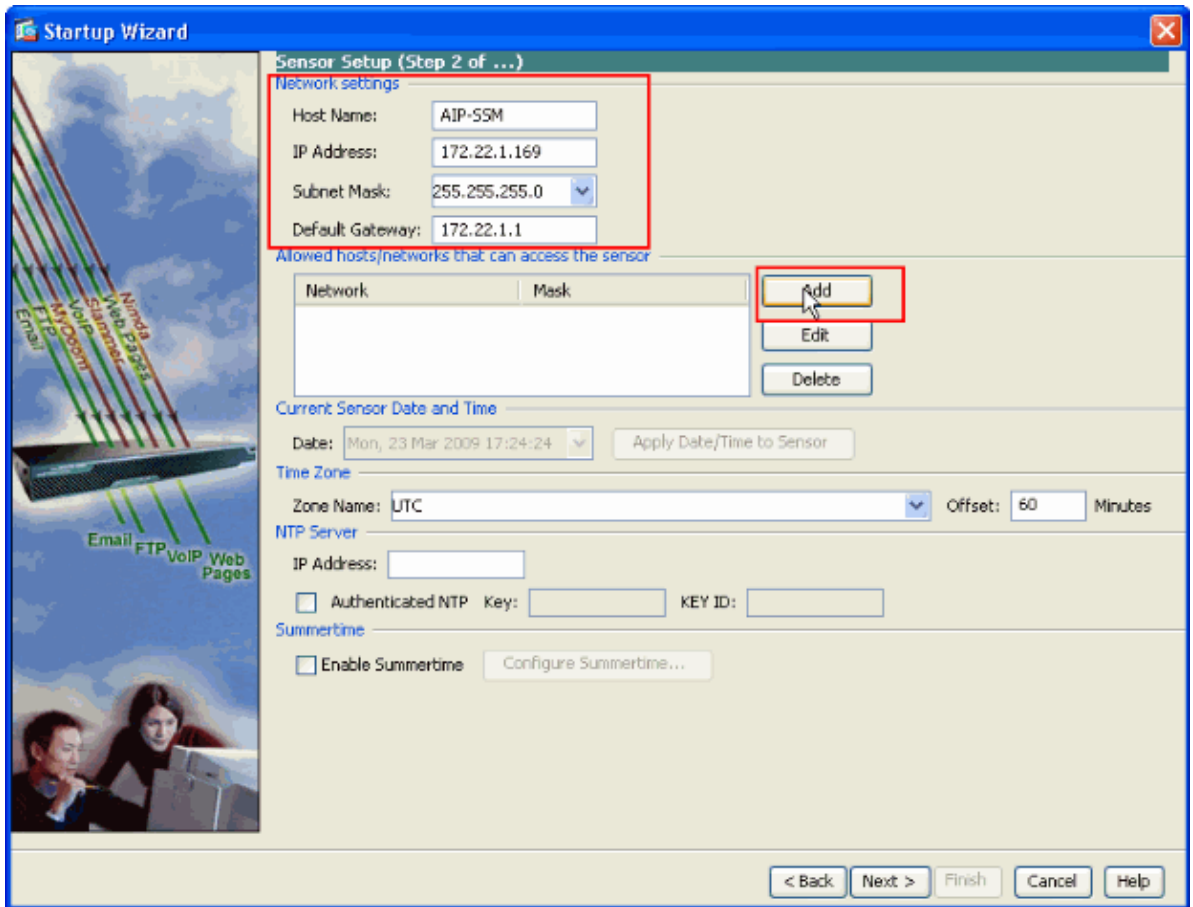 Startup Wizard
Sensor Setup (Step 2 of ...)
Network settings
Host Name: AIP-SSM
IP Address: 172.22.1.169
Subnet Mask: 255.255.255.0
Default Gateway: 172.22.1.1
Allowed hosts/networks that can access the sensor
Network Mask
Add
Edit
Delete
Current Sensor Date and Time
Date: Mon, 23 Mar 2009 17:24:24 Apply Date/Time to Sensor
Time Zone
Zone Name: UTC Offset: 60 Minutes
NTP Server
IP Address:
Authenticated NTP Key: KEY ID:
Summertime
Enable Summertime Configure Summertime...
Email
FTP
MyDoom
VoIP
Slammer
Web Pages
Nimda
Email FTP VoIP Web Pages
< Back Next > Finish Cancel Help